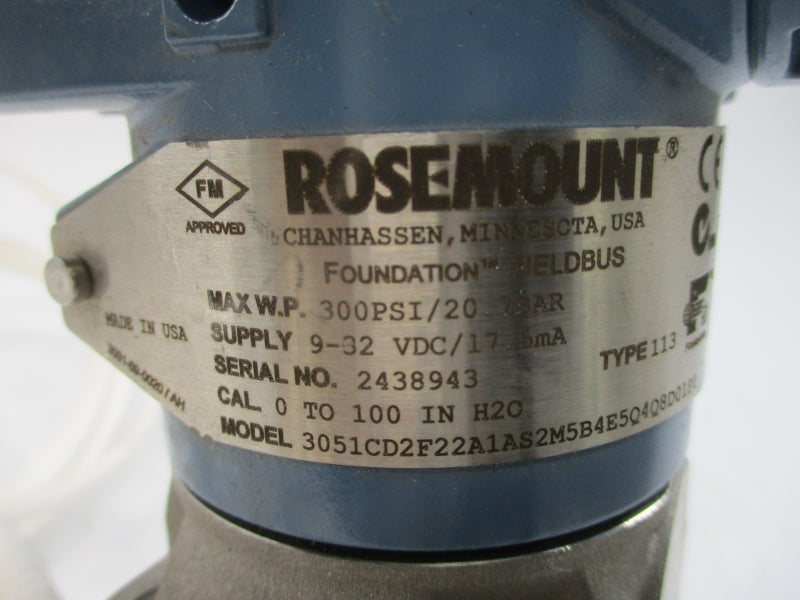 FM
APPROVED
ROSEMOUNT®
CHANHASSEN, MINNESOTA, USA
FOUNDATION™ FIELDBUS
MAX W.P. 300PSI/20.7BAR
SUPPLY 9-32 VDC/17.5mA
SERIAL NO. 2438943
TYPE 113
CAL. 0 TO 100 IN H2O
MODEL 3051CD2F22A1AS2M5B4E5Q4Q8D01P1
MADE IN USA
CE